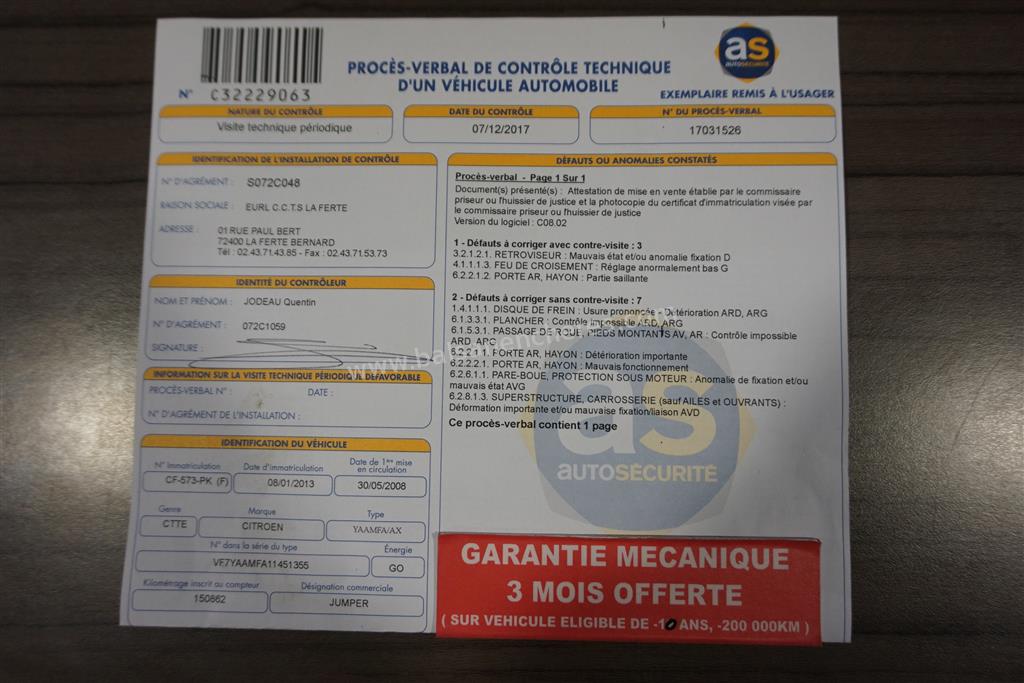 N° C32229063
PROCÈS-VERBAL DE CONTRÔLE TECHNIQUE
D'UN VÉHICULE AUTOMOBILE
as
AUTOSÉCURITÉ
EXEMPLAIRE REMIS À L'USAGER
NATURE DU CONTRÔLE
Visite technique périodique
DATE DU CONTRÔLE
07/12/2017
N° DU PROCÈS-VERBAL
17031526
IDENTIFICATION DE L'INSTALLATION DE CONTRÔLE
N° D'AGRÉMENT : S072C048
RAISON SOCIALE : EURL C.C.T.S LA FERTE
ADRESSE : 01 RUE PAUL BERT
72400 LA FERTE BERNARD
Tél : 02.43.71.43.85 - Fax : 02.43.71.53.73
IDENTITÉ DU CONTRÔLEUR
NOM ET PRÉNOM : JODEAU Quentin
N° D'AGRÉMENT : 072C1059
SIGNATURE :
INFORMATION SUR LA VISITE TECHNIQUE PÉRIODIQUE DÉFAVORABLE
PROCÈS-VERBAL N° : DATE :
N° D'AGRÉMENT DE L'INSTALLATION :
IDENTIFICATION DU VÉHICULE
N° Immatriculation
CF-573-PK (F)
Date d'immatriculation
08/01/2013
Date de 1ère mise
en circulation
30/05/2008
Genre
CTTE
Marque
CITROEN
Type
YAAMFA/AX
N° dans la série du type
VF7YAAMFA11451355
Énergie
GO
Kilométrage inscrit au compteur
150862
Désignation commerciale
JUMPER
DÉFAUTS OU ANOMALIES CONSTATÉS
Procès-verbal - Page 1 Sur 1
Document(s) présenté(s) : Attestation de mise en vente établie par le commissaire
priseur ou l'huissier de justice et la photocopie du certificat d'immatriculation visée par
le commissaire priseur ou l'huissier de justice
Version du logiciel : C08.02
1 - Défauts à corriger avec contre-visite : 3
3.2.1.2.1. RETROVISEUR : Mauvais état et/ou anomalie fixation D
4.1.1.1.3. FEU DE CROISEMENT : Réglage anormalement bas G
6.2.2.1.2. PORTE AR, HAYON : Partie saillante
2 - Défauts à corriger sans contre-visite : 7
1.4.1.1.1. DISQUE DE FREIN : Usure prononcée - Détérioration ARD, ARG
6.1.3.3.1. PLANCHER : Contrôle impossible ARD, ARG
6.1.5.3.1. PASSAGE DE ROUE, PIEDS MONTANTS AV, AR : Contrôle impossible
ARD, ARG
6.2.2.1.1. PORTE AR, HAYON : Détérioration importante
6.2.2.2.1. PORTE AR, HAYON : Mauvais fonctionnement
6.2.6.1.1. PARE-BOUE, PROTECTION SOUS MOTEUR : Anomalie de fixation et/ou
mauvais état AVG
6.2.8.1.3. SUPERSTRUCTURE, CARROSSERIE (sauf AILES et OUVRANTS) :
Déformation importante et/ou mauvaise fixation/liaison AVD
Ce procès-verbal contient 1 page
as
AUTOSÉCURITÉ
GARANTIE MECANIQUE
3 MOIS OFFERTE
( SUR VEHICULE ELIGIBLE DE -10 ANS, -200 000KM )